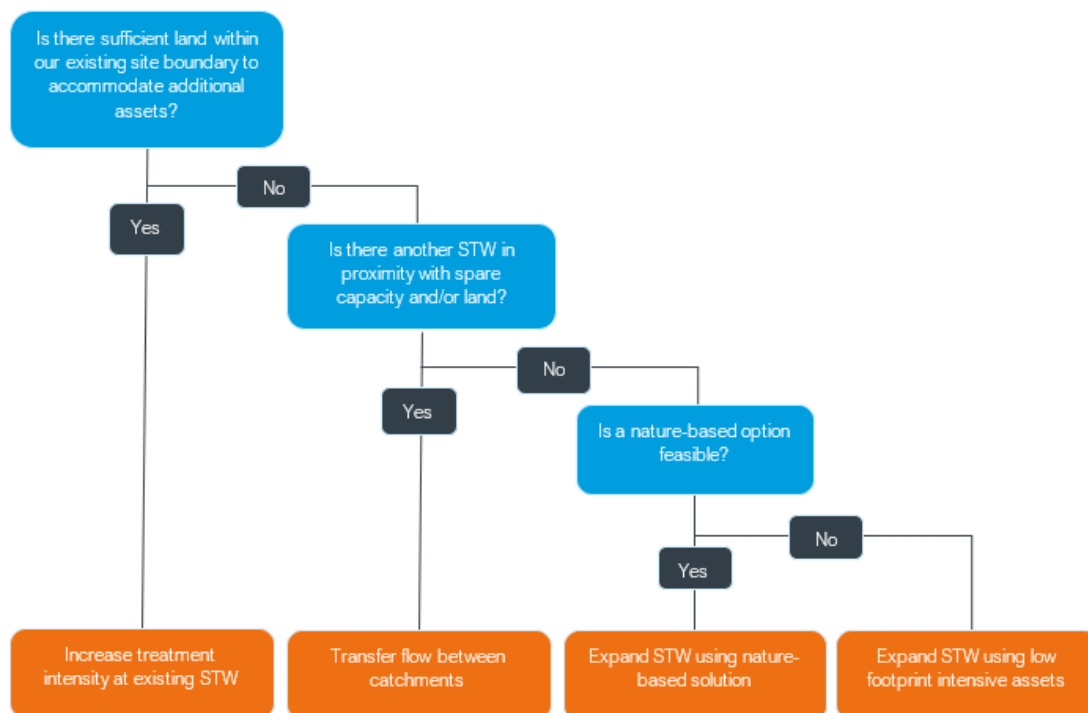 Is there sufficient land within
our existing site boundary to
accommodate additional
assets?
No
Yes
Is there another STW in
proximity with spare
capacity and/or land?
No
Yes
Is a nature-based option
feasible?
No
Yes
Increase treatment
intensity at existing STW
Transfer flow between
catchments
Expand STW using nature-
based solution
Expand STW using low
footprint intensive assets